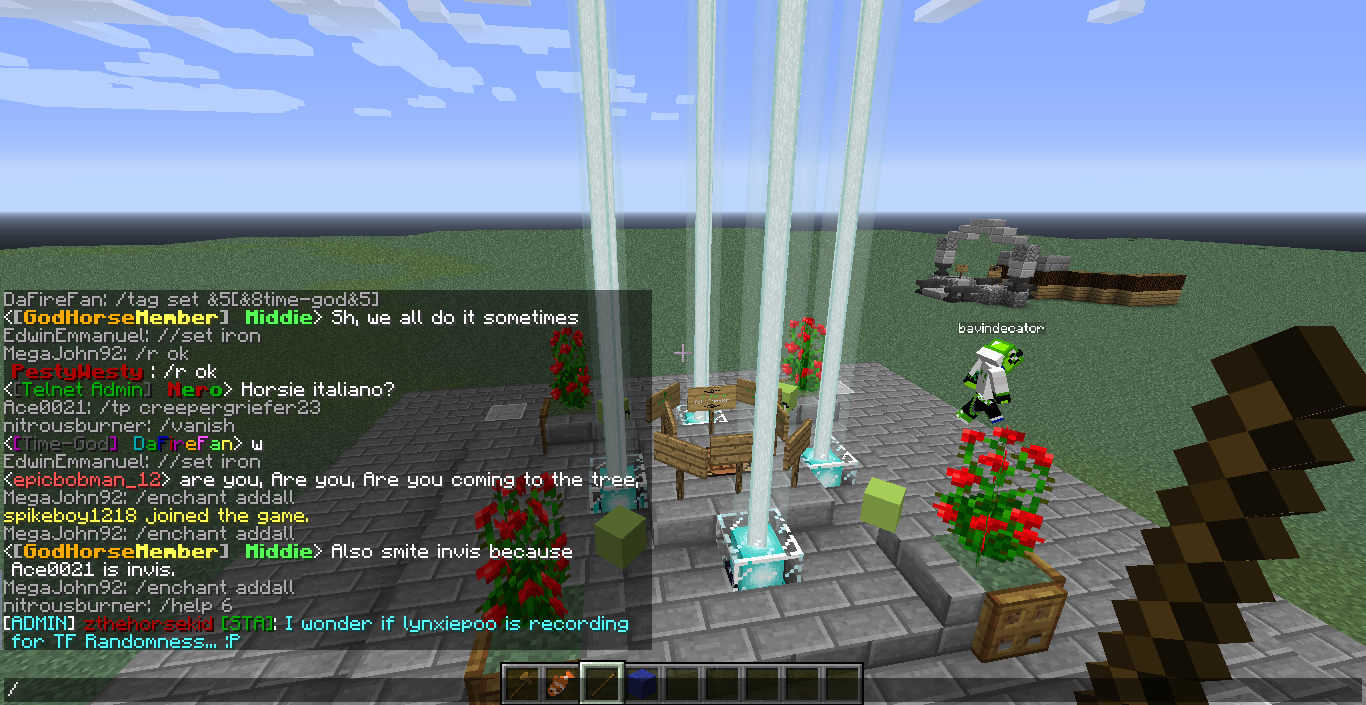 bavindecator
DaFireFan: /tag set &5[&8time-god&5]
<[GodHorseMember] Middie> Sh, we all do it sometimes
EdwinEmmanuel: //set iron
MegaJohn92: /r ok
PestyWesty : /r ok
<[Telnet Admin] Nero> Horsie italiano?
Ace0021: /tp creepergriefer23
nitrousburner: /vanish
<[Time-God] DaFireFan> w
EdwinEmmanuel: //set iron
<epicbobman_12> are you, Are you, Are you coming to the tree,
MegaJohn92: /enchant addall
spikeboy1218 joined the game.
MegaJohn92: /enchant addall
<[GodHorseMember] Middie> Also smite invis because
Ace0021 is invis.
MegaJohn92: /enchant addall
nitrousburner: /help 6
[ADMIN] zthehorsekid [STA]: I wonder if lynxiepoo is recording
for TF Randomness... :P
/